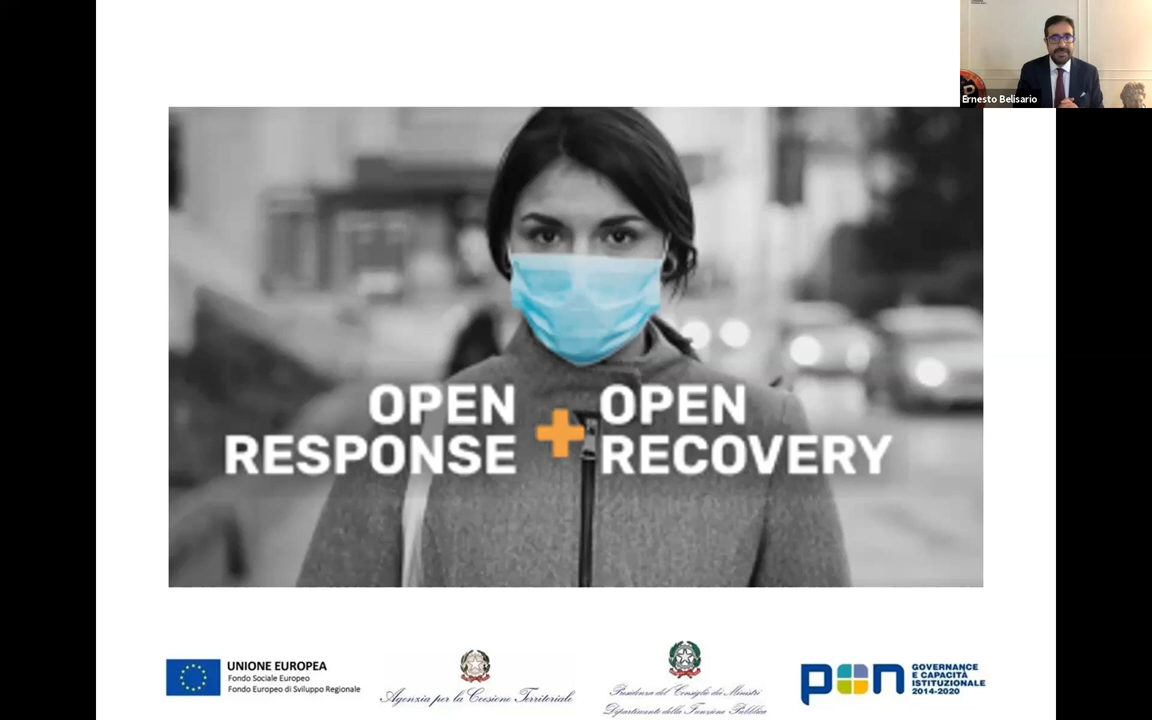 Ernesto Belisario
OPEN
RESPONSE
+
OPEN
RECOVERY
UNIONE EUROPEA
Fondo Sociale Europeo
Fondo Europeo di Sviluppo Regionale
Agenzia per la Coesione Territoriale
Presidenza del Consiglio dei Ministri
Dipartimento della Funzione Pubblica
pon
GOVERNANCE
E CAPACITÀ
ISTITUZIONALE
2014-2020